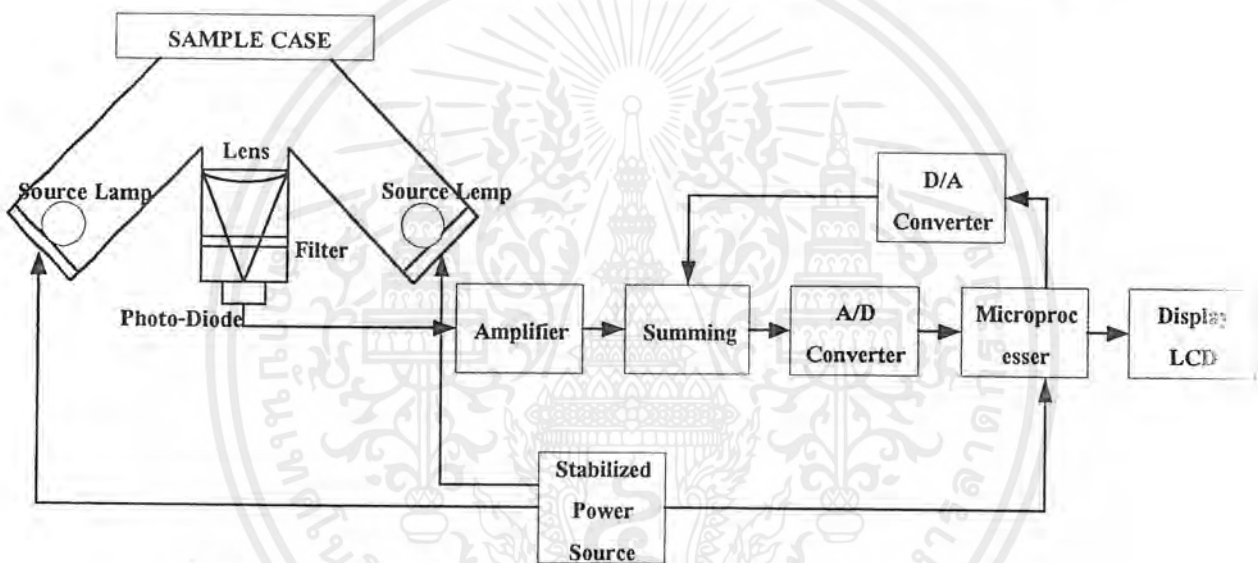 SAMPLE CASE
Lens
Source Lamp
Source Lemp
Filter
Photo-Diode
D/A
Converter
Amplifier
Summing
A/D
Converter
Microproc
esser
Display
LCD
Stabilized
Power
Source